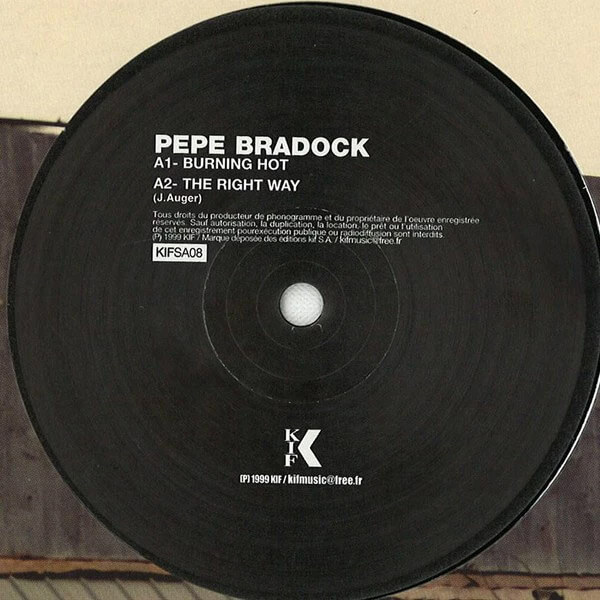 PEPE BRADOCK
A1- BURNING HOT
A2- THE RIGHT WAY
(J.Auger)
Tous droits du producteur de phonogramme et du propriétaire de l'oeuvre enregistrée
réservés. Sauf autorisation, la duplication, la location, le prêt ou l'utilisation
de cet enregistrement pourexécution publique ou radiodiffusion sont interdits.
(P) 1999 KIF / Marque déposée des éditions kif S.A. / kifmusic@free.fr
KIFSA08
KIF
(P) 1999 KIF / kifmusic@free.fr